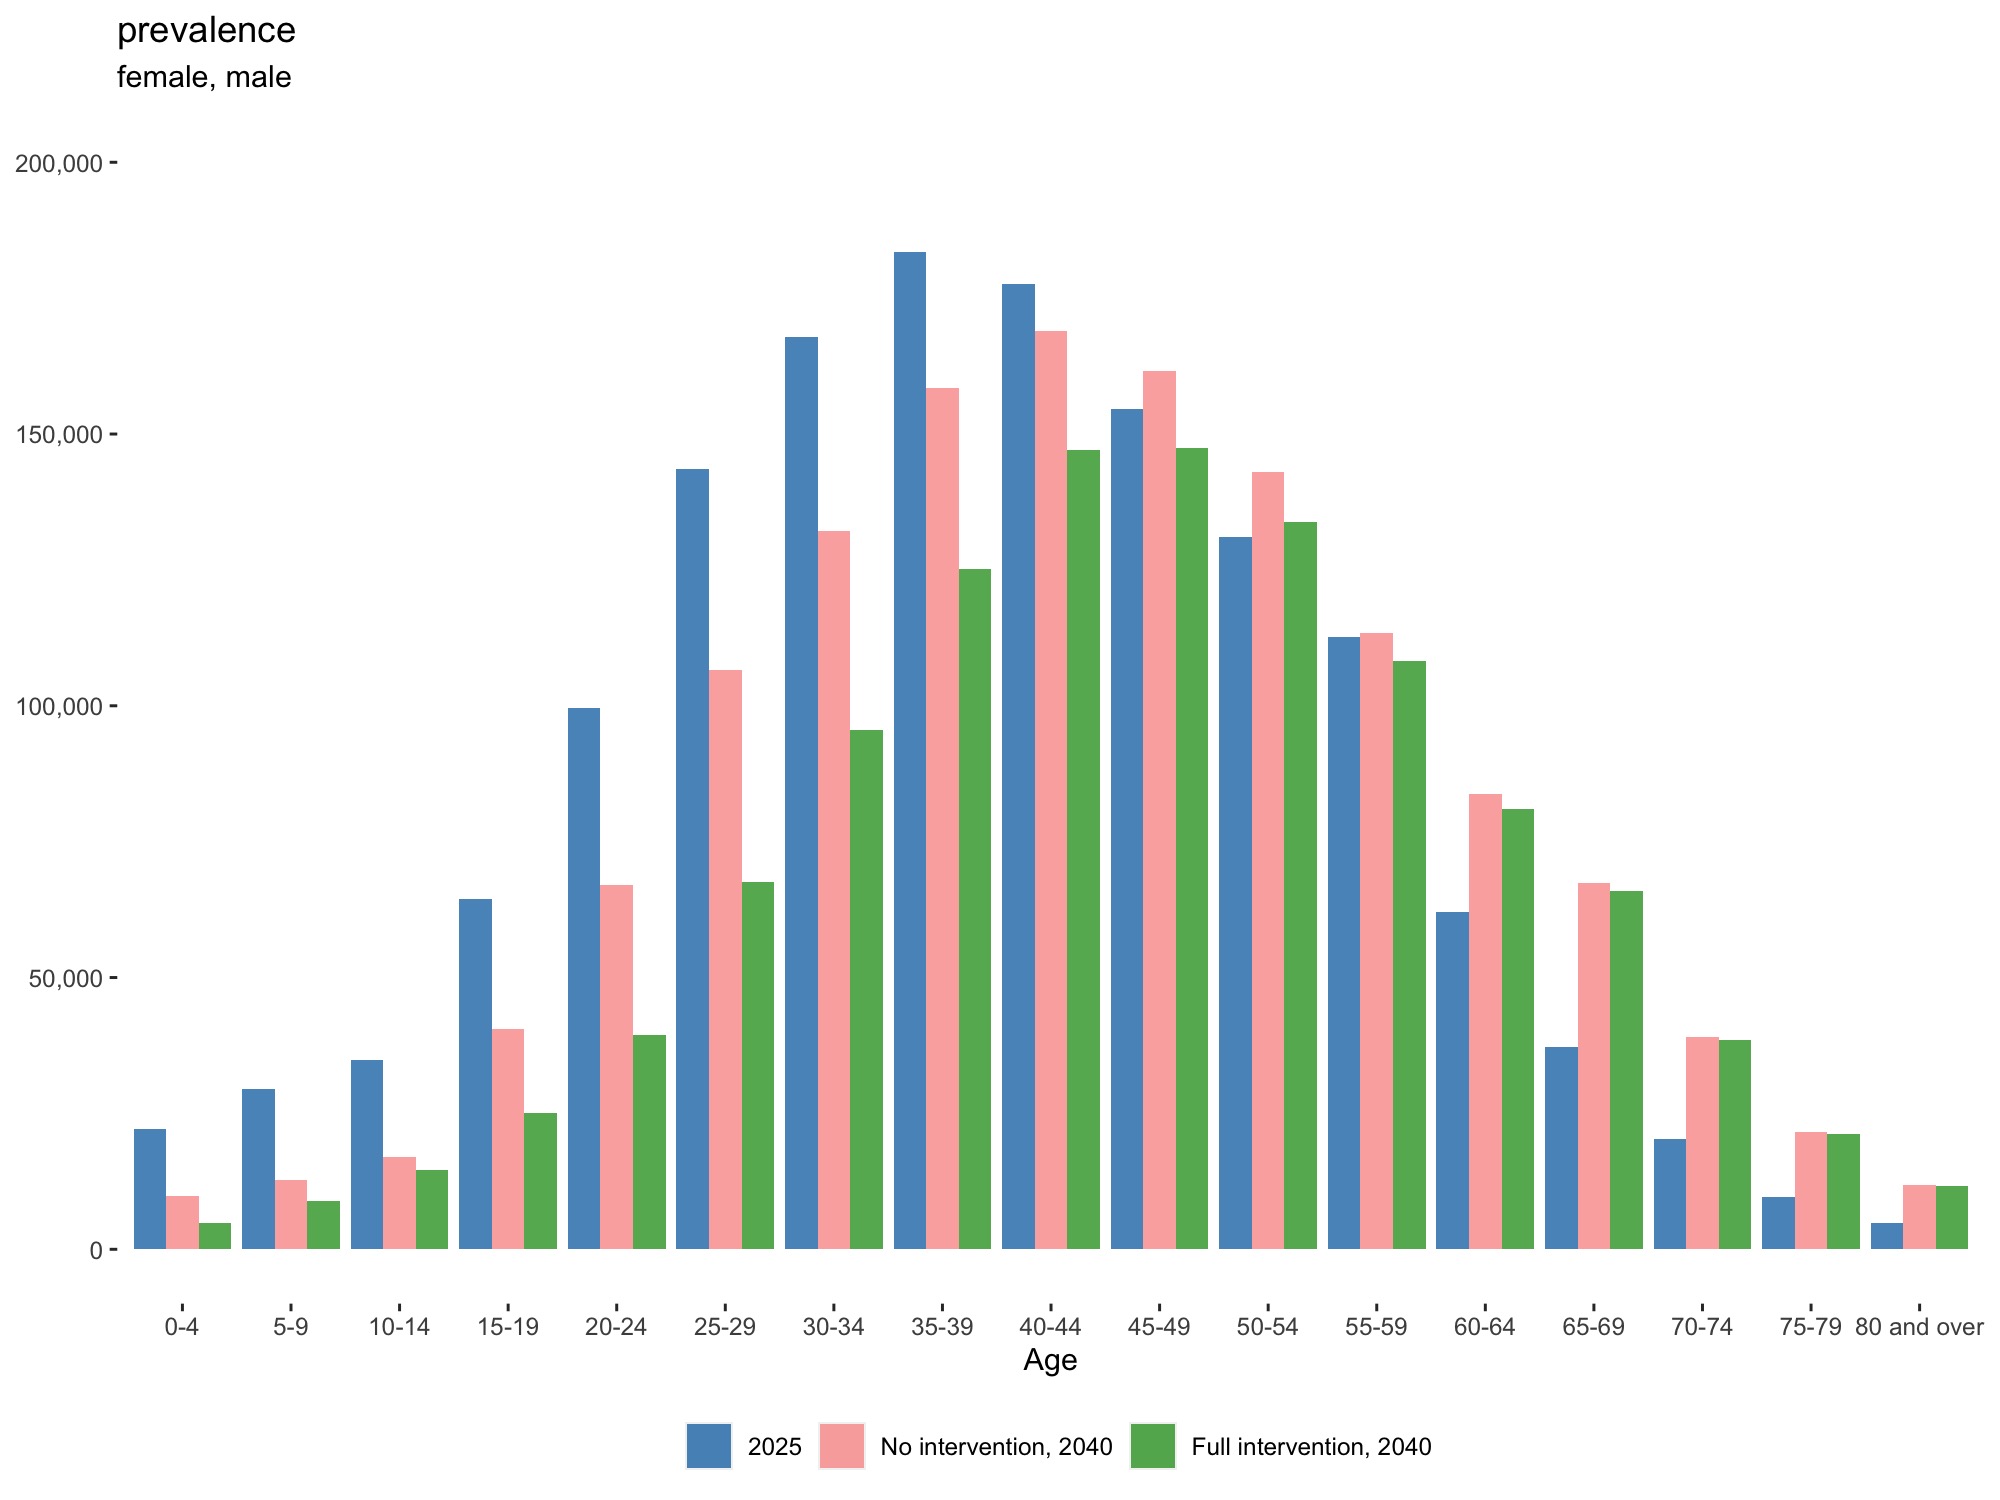 prevalence
female, male
200,000
150,000
100,000
50,000
0
0-4 5-9 10-14 15-19 20-24 25-29 30-34 35-39 40-44 45-49 50-54 55-59 60-64 65-69 70-74 75-79 80 and over
Age
2025 No intervention, 2040 Full intervention, 2040